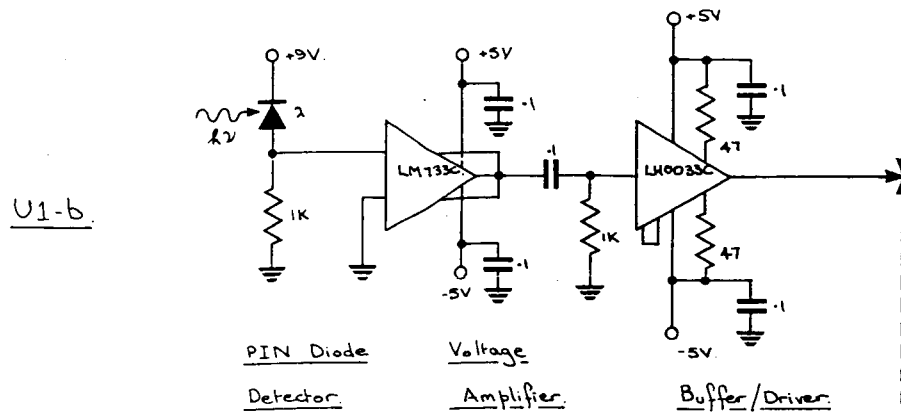 +9V.
+5V
+5V
.1
.1
hν
47
LM733C
.1
LH0033C
U1-b.
1K
1K
47
.1
.1
-5V
-5V.
PIN Diode
Detector.
Voltage
Amplifier.
Buffer/Driver.